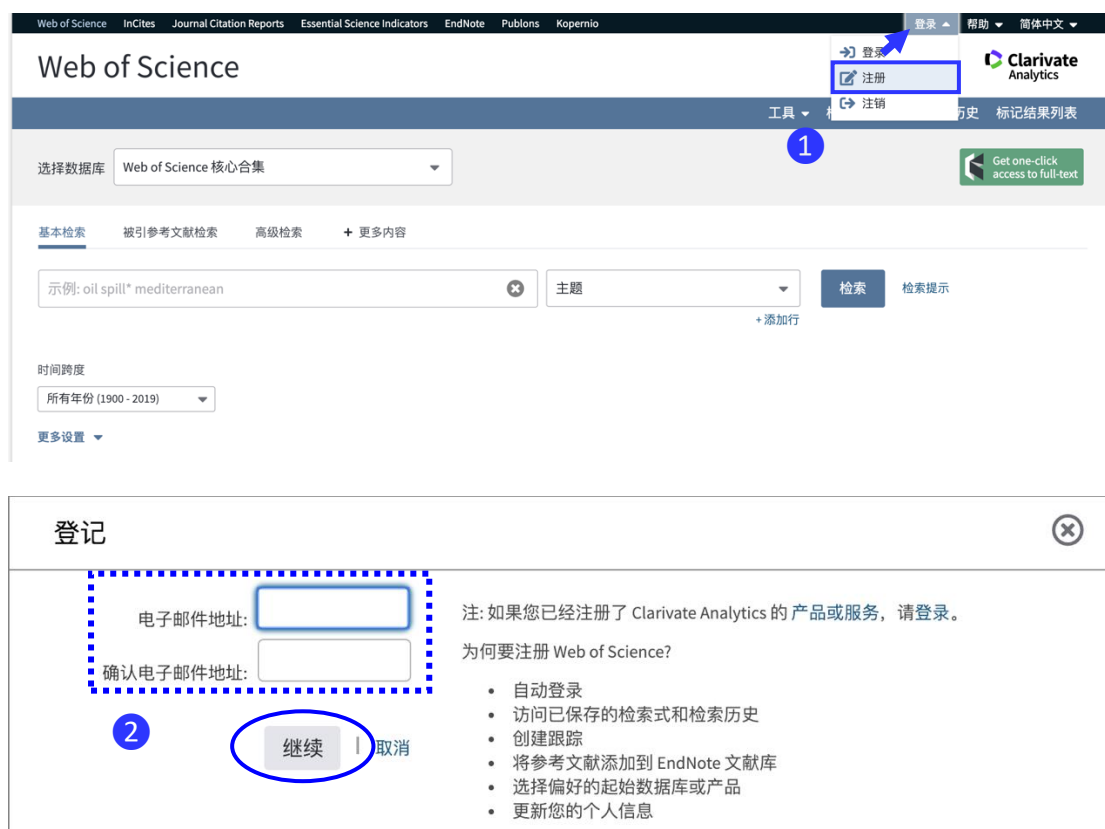 Web of Science InCites Journal Citation Reports Essential Science Indicators EndNote Publons Kopernio 登录 帮助 简体中文
Web of Science
登录
注册
注销
Clarivate
Analytics
工具 历史 标记结果列表
1
选择数据库 Web of Science 核心合集
Get one-click
access to full-text
基本检索 被引参考文献检索 高级检索 + 更多内容
示例: oil spill* mediterranean 主题 检索 检索提示
+ 添加行
时间跨度
所有年份 (1900 - 2019)
更多设置
登记
电子邮件地址:
确认电子邮件地址:
2
继续 | 取消
注: 如果您已经注册了 Clarivate Analytics 的 产品或服务，请登录。
为何要注册 Web of Science?
• 自动登录
• 访问已保存的检索式和检索历史
• 创建跟踪
• 将参考文献添加到 EndNote 文献库
• 选择偏好的起始数据库或产品
• 更新您的个人信息